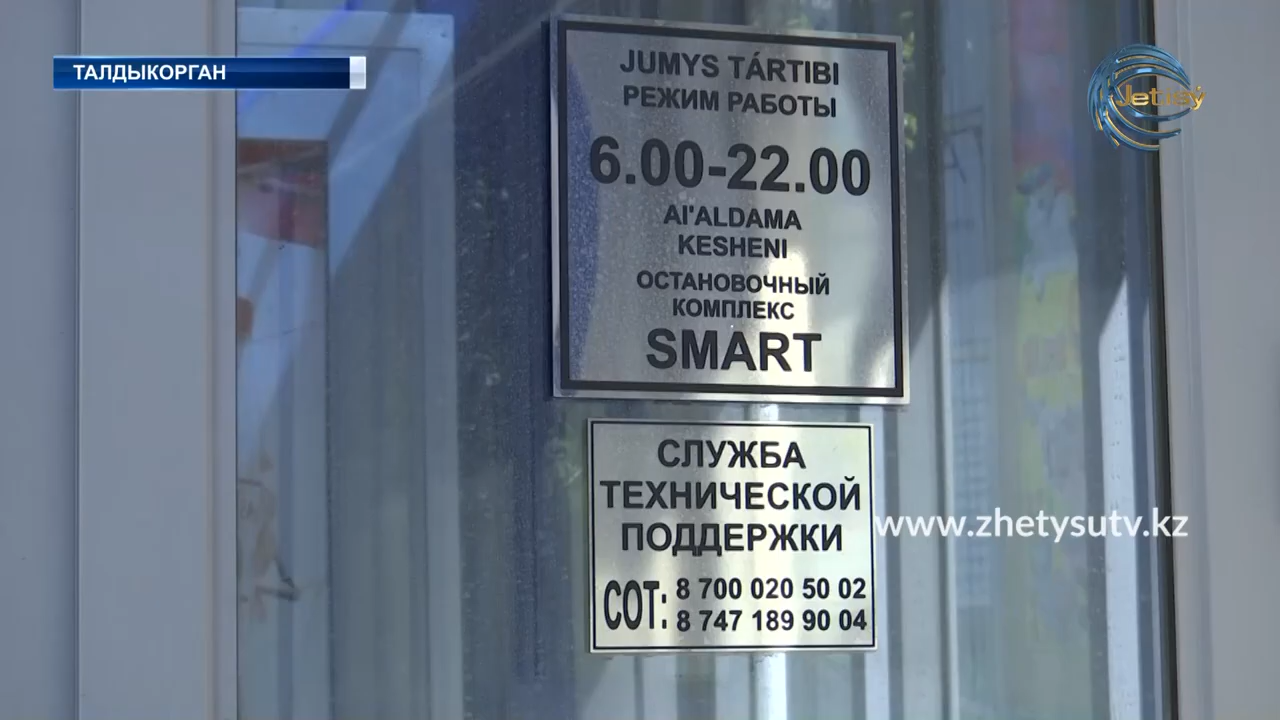 ТАЛДЫКОРГАН
Jetisý
JUMYS TÁRTIBI
РЕЖИМ РАБОТЫ
6.00-22.00
AI'ALDAMA
KESHENI
ОСТАНОВОЧНЫЙ
КОМПЛЕКС
SMART
СЛУЖБА
ТЕХНИЧЕСКОЙ
ПОДДЕРЖКИ
www.zhetysutv.kz
СОТ: 8 700 020 50 02
8 747 189 90 04